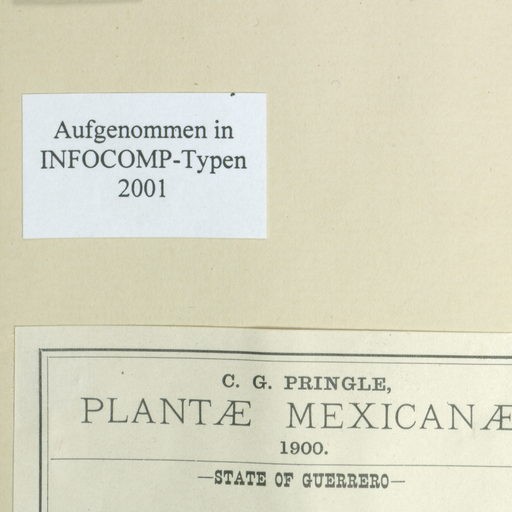 Aufgenommen in
INFOCOMP-Typen
2001
C. G. PRINGLE,
PLANTÆ MEXICANÆ
1900.
—STATE OF GUERRERO—